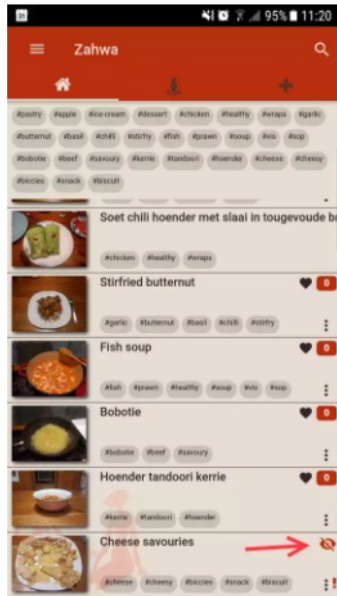 31 95% 11:20
Zahwa
#pastry #apple #ice-cream #dessert #chicken #healthy #wraps #garlic
#butternut #basil #chilli #stirfry #fish #prawn #soup #vis #sop
#bobotie #beef #savoury #kerrie #tandoori #hoender #cheese #cheesy
#biccies #snack #biscuit
Soet chili hoender met slaai in tougevoude br
#chicken #healthy #wraps
Stirfried butternut 0
#garlic #butternut #basil #chilli #stirfry
Fish soup 0
#fish #prawn #healthy #soup #vis #sop
Bobotie 0
#bobotie #beef #savoury
Hoender tandoori kerrie 0
#kerrie #tandoori #hoender
Cheese savouries
#cheese #cheesy #biccies #snack #biscuit !